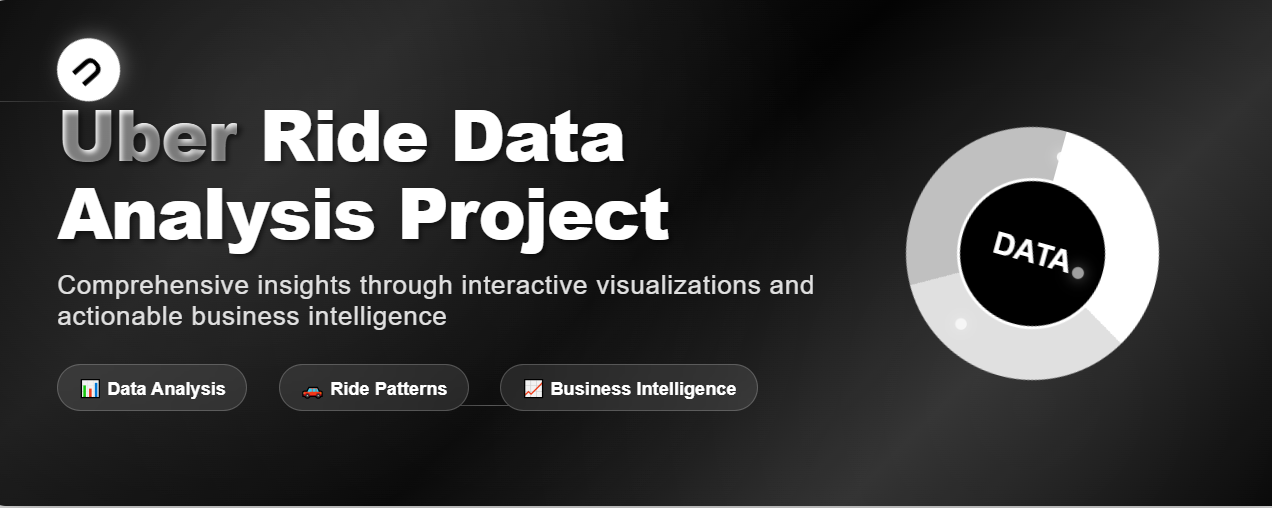 Uber Ride Data
Analysis Project
Comprehensive insights through interactive visualizations and
actionable business intelligence
Data Analysis
Ride Patterns
Business Intelligence
DATA